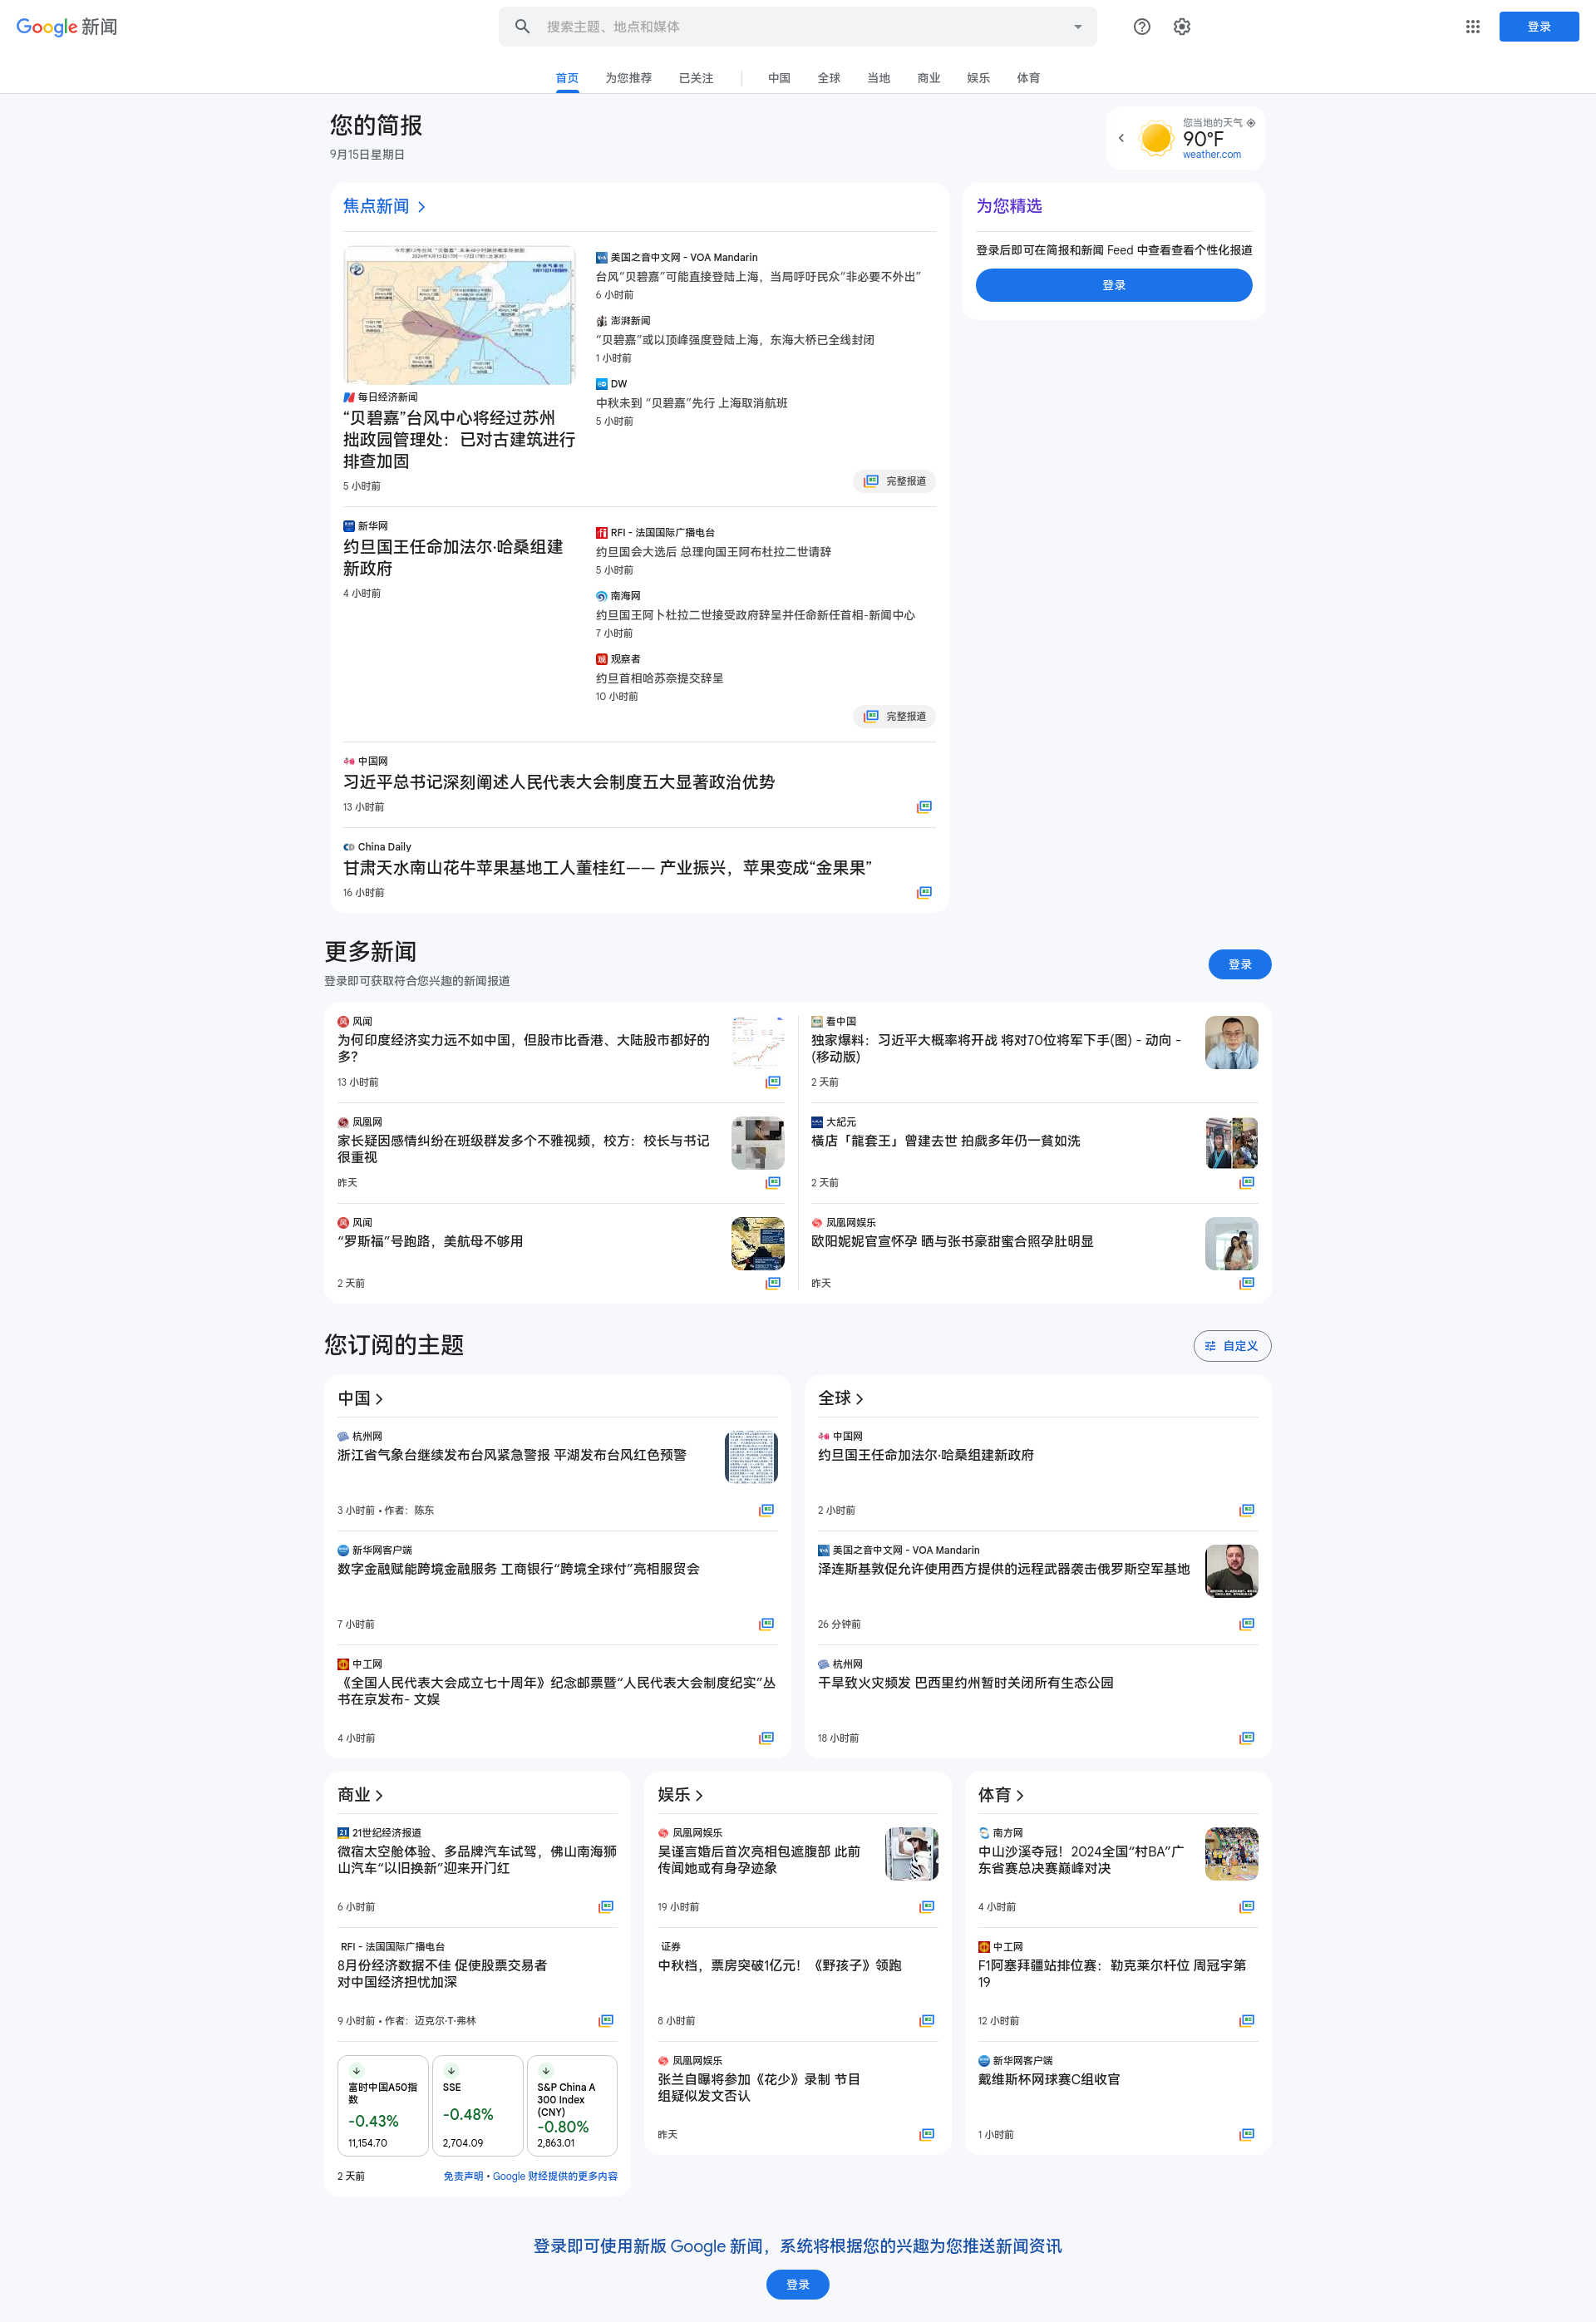 Google 新闻
搜索主题、地点和媒体
登录
首页
为您推荐
已关注
中国
全球
当地
商业
娱乐
体育
您的简报
9月15日星期日
您当地的天气
90°F
weather.com
焦点新闻
今年第13号台风“贝碧嘉”未来48小时路径概率预报图
每日经济新闻
“贝碧嘉”台风中心将经过苏州
拙政园管理处：已对古建筑进行
排查加固
5 小时前
美国之音中文网 - VOA Mandarin
台风“贝碧嘉”可能直接登陆上海，当局呼吁民众“非必要不外出”
6 小时前
澎湃新闻
“贝碧嘉”或以顶峰强度登陆上海，东海大桥已全线封闭
1 小时前
DW
中秋未到 “贝碧嘉”先行 上海取消航班
5 小时前
完整报道
新华网
约旦国王任命加法尔·哈桑组建
新政府
4 小时前
RFI - 法国国际广播电台
约旦国会大选后 总理向国王阿布杜拉二世请辞
5 小时前
南海网
约旦国王阿卜杜拉二世接受政府辞呈并任命新任首相-新闻中心
7 小时前
观察者
约旦首相哈苏奈提交辞呈
10 小时前
完整报道
中国网
习近平总书记深刻阐述人民代表大会制度五大显著政治优势
13 小时前
China Daily
甘肃天水南山花牛苹果基地工人董桂红—— 产业振兴，苹果变成“金果果”
16 小时前
为您精选
登录后即可在简报和新闻 Feed 中查看查看个性化报道
登录
更多新闻
登录即可获取符合您兴趣的新闻报道
登录
风闻
为何印度经济实力远不如中国，但股市比香港、大陆股市都好的
多？
13 小时前
凤凰网
家长疑因感情纠纷在班级群发多个不雅视频，校方：校长与书记
很重视
昨天
风闻
“罗斯福”号跑路，美航母不够用
2 天前
看中国
独家爆料：习近平大概率将开战 将对70位将军下手(图) - 动向 -
(移动版)
2 天前
大紀元
橫店「龍套王」曾建去世 拍戲多年仍一貧如洗
2 天前
凤凰网娱乐
欧阳妮妮官宣怀孕 晒与张书豪甜蜜合照孕肚明显
昨天
您订阅的主题
自定义
中国
杭州网
浙江省气象台继续发布台风紧急警报 平湖发布台风红色预警
3 小时前 • 作者：陈东
新华网客户端
数字金融赋能跨境金融服务 工商银行“跨境全球付”亮相服贸会
7 小时前
中工网
《全国人民代表大会成立七十周年》纪念邮票暨“人民代表大会制度纪实”丛
书在京发布- 文娱
4 小时前
全球
中国网
约旦国王任命加法尔·哈桑组建新政府
2 小时前
美国之音中文网 - VOA Mandarin
泽连斯基敦促允许使用西方提供的远程武器袭击俄罗斯空军基地
26 分钟前
杭州网
干旱致火灾频发 巴西里约州暂时关闭所有生态公园
18 小时前
商业
21世纪经济报道
微宿太空舱体验、多品牌汽车试驾，佛山南海狮
山汽车“以旧换新”迎来开门红
6 小时前
RFI - 法国国际广播电台
8月份经济数据不佳 促使股票交易者
对中国经济担忧加深
9 小时前 • 作者：迈克尔·T·弗林
富时中国A50指
数
-0.43%
11,154.70
SSE
-0.48%
2,704.09
S&P China A
300 Index
(CNY)
-0.80%
2,863.01
2 天前
免责声明 • Google 财经提供的更多内容
娱乐
凤凰网娱乐
吴谨言婚后首次亮相包遮腹部 此前
传闻她或有身孕迹象
19 小时前
证券
中秋档，票房突破1亿元！《野孩子》领跑
8 小时前
凤凰网娱乐
张兰自曝将参加《花少》录制 节目
组疑似发文否认
昨天
体育
南方网
中山沙溪夺冠！2024全国“村BA”广
东省赛总决赛巅峰对决
4 小时前
中工网
F1阿塞拜疆站排位赛：勒克莱尔杆位 周冠宇第
19
12 小时前
新华网客户端
戴维斯杯网球赛C组收官
1 小时前
登录即可使用新版 Google 新闻，系统将根据您的兴趣为您推送新闻资讯
登录